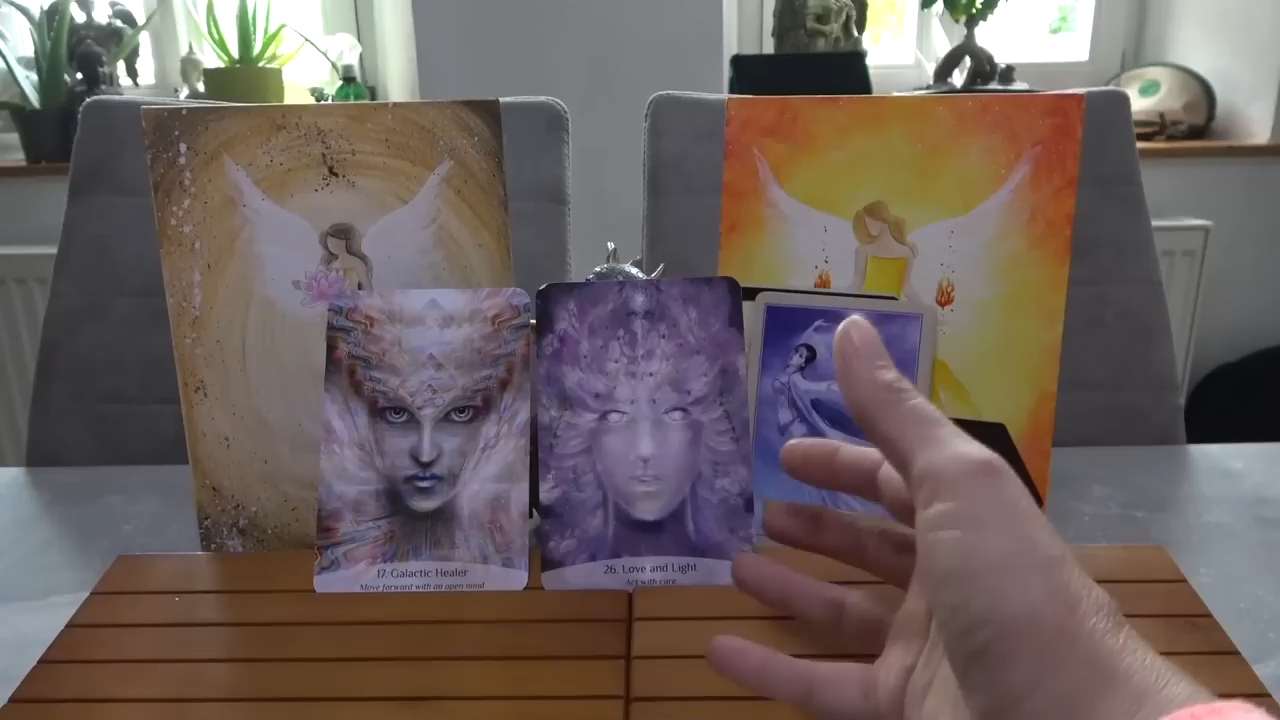 17. Galactic Healer
Move forward with an open mind
26. Love and Light
Act with care